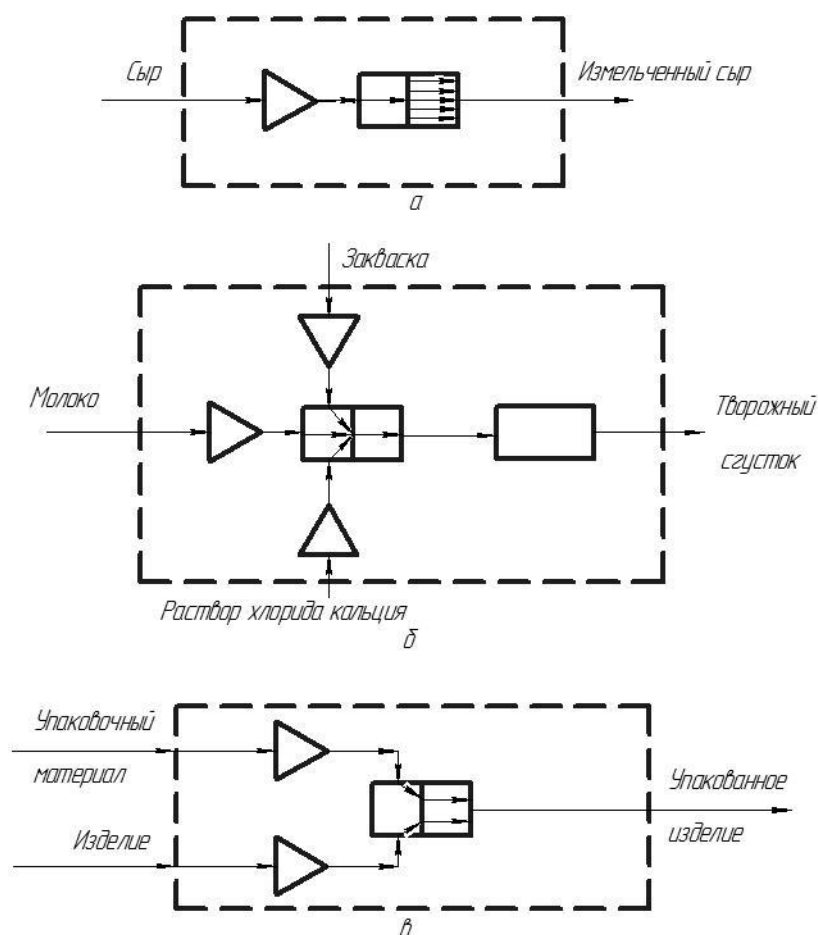 Сыр
Измельченный сыр
а
Закваска
Молоко
Творожный
сгусток
Раствор хлорида кальция
б
Упаковочный
материал
Упакованное
изделие
Изделие
в